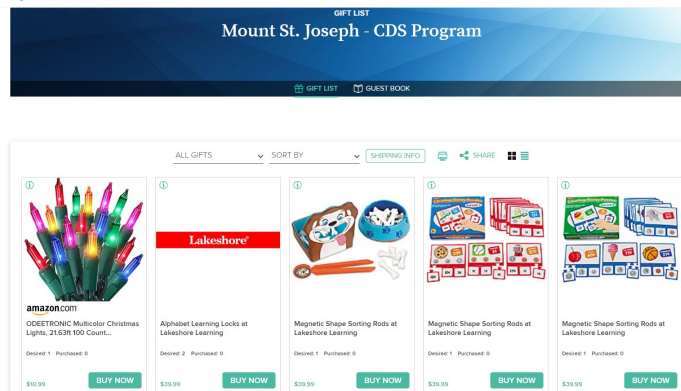 GIFT LIST
Mount St. Joseph - CDS Program
GIFT LIST
GUEST BOOK
ALL GIFTS
SORT BY
SHIPPING INFO
SHARE
amazon.com
ODEETRONIC Multicolor Christmas
Lights, 21.63ft 100 Count...
Desired: 1 Purchased: 0
$10.99
BUY NOW
Lakeshore
Alphabet Learning Locks at
Lakeshore Learning
Desired: 2 Purchased: 0
$39.99
BUY NOW
Magnetic Shape Sorting Rods at
Lakeshore Learning
Desired: 1 Purchased: 0
$39.99
BUY NOW
Magnetic Shape Sorting Rods at
Lakeshore Learning
Desired: 1 Purchased: 0
$39.99
BUY NOW
Magnetic Shape Sorting Rods at
Lakeshore Learning
Desired: 1 Purchased: 0
$39.99
BUY NOW